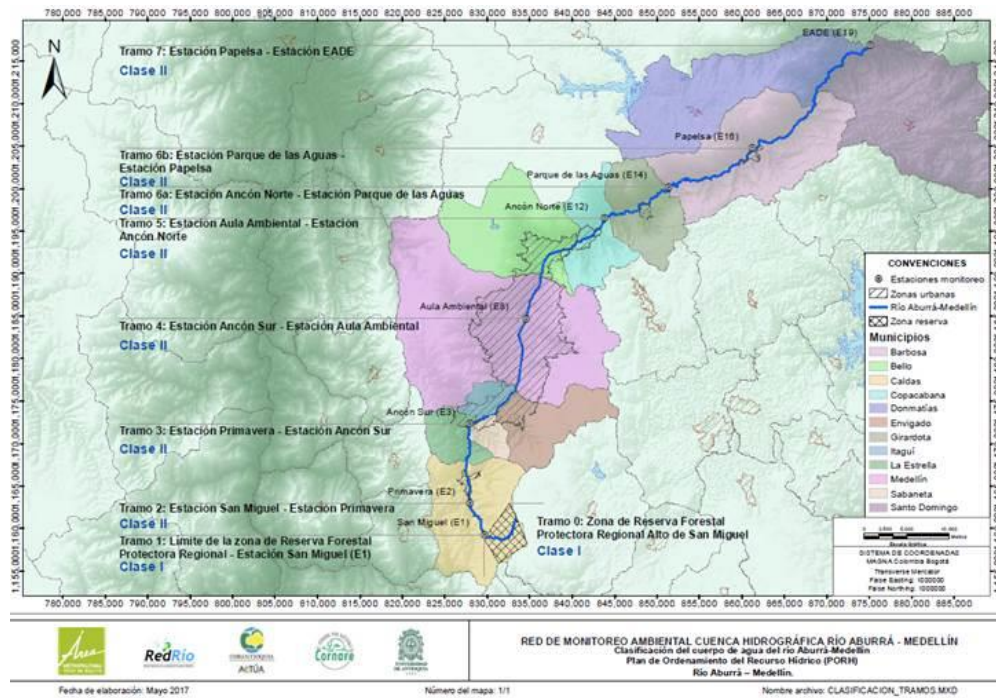 780,000 785,000 790,000 795,000 800,000 805,000 810,000 815,000 820,000 825,000 830,000 835,000 840,000 845,000 850,000 855,000 860,000 865,000 870,000 875,000 880,000 885,000
N
EADE (E19)
Tramo 7: Estación Papelsa - Estación EADE
Clase II
Papelsa (E16)
Tramo 6b: Estación Parque de las Aguas -
Estación Papelsa
Clase II
Parque de las Aguas (E14)
Tramo 6a: Estación Ancón Norte - Estación Parque de las Aguas
Clase II
Ancón Norte (E12)
Tramo 5: Estación Aula Ambiental - Estación
Ancón Norte
Clase II
Aula Ambiental (E8)
Tramo 4: Estación Ancón Sur - Estación Aula Ambiental
Clase II
Ancón Sur (E3)
Tramo 3: Estación Primavera - Estación Ancón Sur
Clase II
Primavera (E2)
Tramo 2: Estación San Miguel - Estación Primavera
Clase II
San Miguel (E1)
Tramo 1: Límite de la zona de Reserva Forestal
Protectora Regional - Estación San Miguel (E1)
Clase I
Tramo 0: Zona de Reserva Forestal
Protectora Regional Alto de San Miguel
Clase I
CONVENCIONES
Estaciones monitoreo
Zonas urbanas
Río Aburrá-Medellín
Zona reserva
Municipios
Barbosa
Bello
Caldas
Copacabana
Donmatías
Envigado
Girardota
Itaguí
La Estrella
Medellín
Sabaneta
Santo Domingo
SISTEMA DE COORDENADAS
MAGNA Colombia Bogotá
Transverse Mercator
False Easting: 1000000
False Northing: 1000000
780,000 785,000 790,000 795,000 800,000 805,000 810,000 815,000 820,000 825,000 830,000 835,000 840,000 845,000 850,000 855,000 860,000 865,000 870,000 875,000 880,000 885,000
Área
RedRío
CORANTIOQUIA
ACTÚA
Cornare
UNIVERSIDAD
DE ANTIOQUIA
RED DE MONITOREO AMBIENTAL CUENCA HIDROGRÁFICA RÍO ABURRÁ - MEDELLÍN
Clasificación del cuerpo de agua del río Aburrá-Medellín
Plan de Ordenamiento del Recurso Hídrico (PORH)
Río Aburrá – Medellín.
Fecha de elaboración: Mayo 2017
Número del mapa: 1/1
Nombre archivo: CLASIFICACION_TRAMOS.MXD